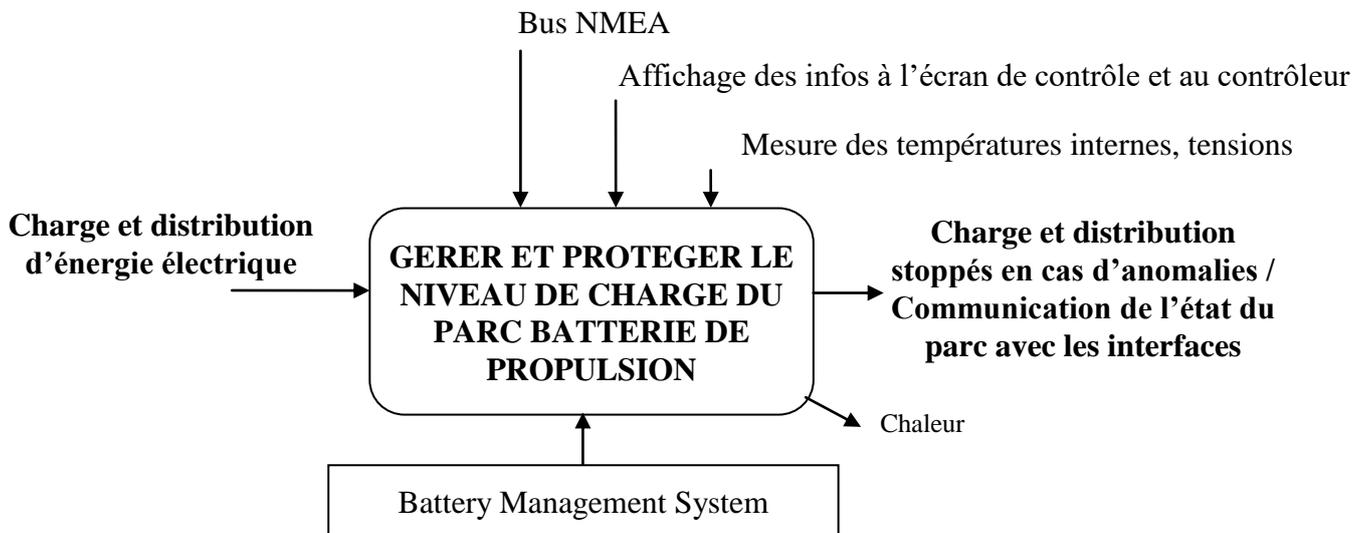 Bus NMEA
Affichage des infos à l’écran de contrôle et au contrôleur
Mesure des températures internes, tensions
Charge et distribution
d’énergie électrique
GERER ET PROTEGER LE
NIVEAU DE CHARGE DU
PARC BATTERIE DE
PROPULSION
Charge et distribution
stoppés en cas d’anomalies /
Communication de l’état du
parc avec les interfaces
Chaleur
Battery Management System